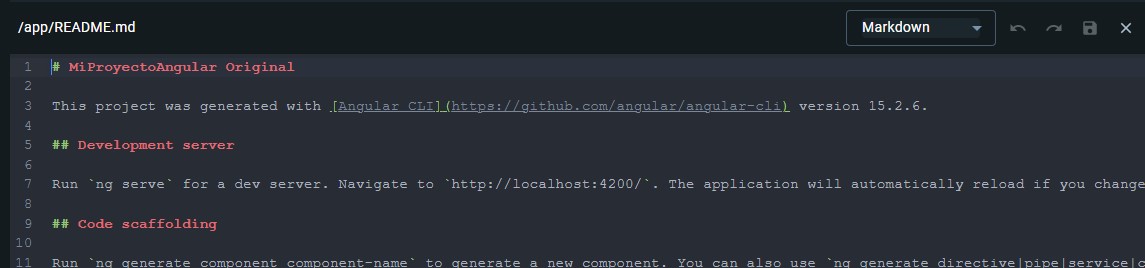 /app/README.md
Markdown
1 # MiProyectoAngular Original
2
3 This project was generated with [Angular CLI](https://github.com/angular/angular-cli) version 15.2.6.
4
5 ## Development server
6
7 Run `ng serve` for a dev server. Navigate to `http://localhost:4200/`. The application will automatically reload if you change
8
9 ## Code scaffolding
10
11 Run `ng generate component component-name` to generate a new component. You can also use `ng generate directive|pipe|service|c